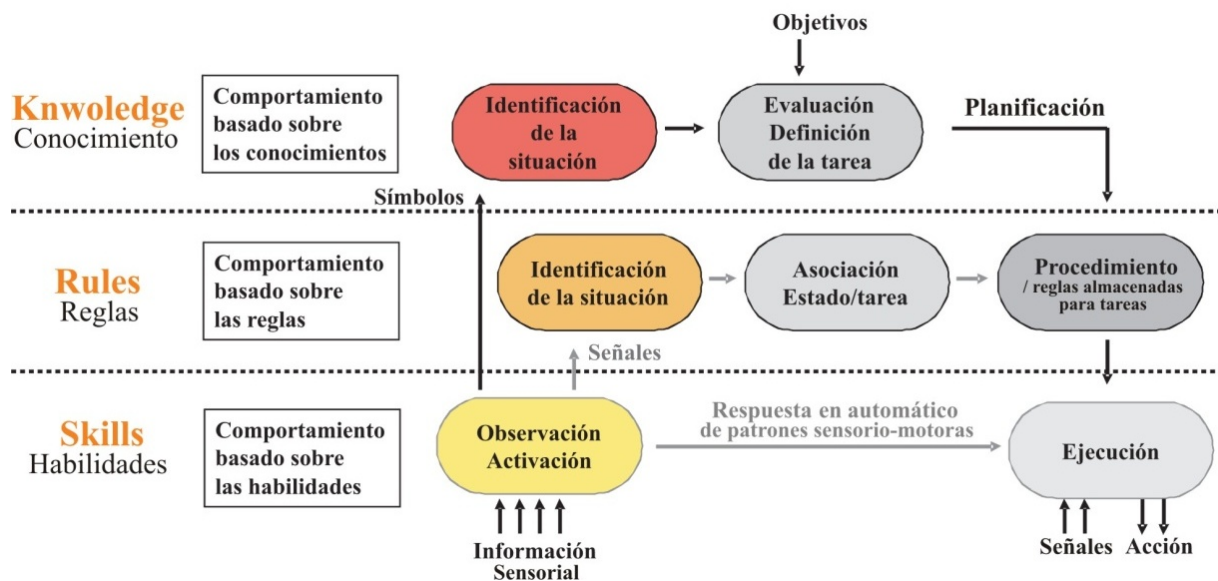 Objetivos
Knwoledge
Conocimiento
Comportamiento
basado sobre
los conocimientos
Identificación
de la
situación
Evaluación
Definición
de la tarea
Planificación
Símbolos
Rules
Reglas
Comportamiento
basado sobre
las reglas
Identificación
de la situación
Asociación
Estado/tarea
Procedimiento
/ reglas almacenadas
para tareas
Señales
Skills
Habilidades
Comportamiento
basado sobre
las habilidades
Observación
Activación
Respuesta en automático
de patrones sensorio-motoras
Ejecución
Información
Sensorial
Señales
Acción